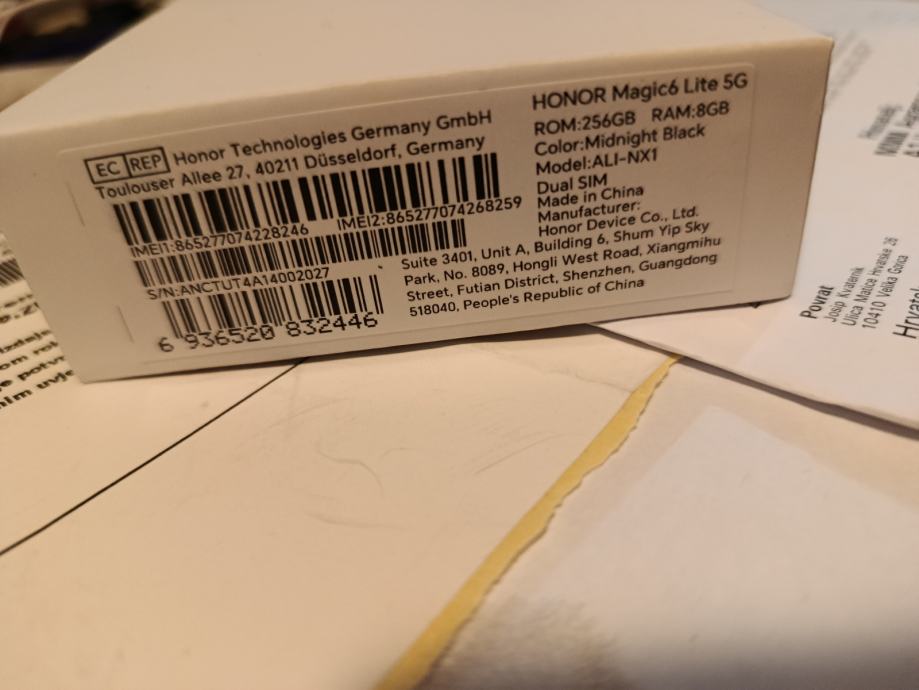 EC REP Honor Technologies Germany GmbH
Toulouser Allee 27, 40211 Düsseldorf, Germany
IMEI1:865277074228246 IMEI2:865277074268259
S/N:ANCTUT4A14002027
6 936520 832446
HONOR Magic6 Lite 5G
ROM:256GB RAM:8GB
Color:Midnight Black
Model:ALI-NX1
Dual SIM
Made in China
Manufacturer:
Honor Device Co., Ltd.
Suite 3401, Unit A, Building 6, Shum Yip Sky
Park, No. 8089, Hongli West Road, Xiangmihu
Street, Futian District, Shenzhen, Guangdong
518040, People's Republic of China
Povrat
Josip Kvaternik
Ulica Matice Hrvatske 26
10410 Velika Gorica